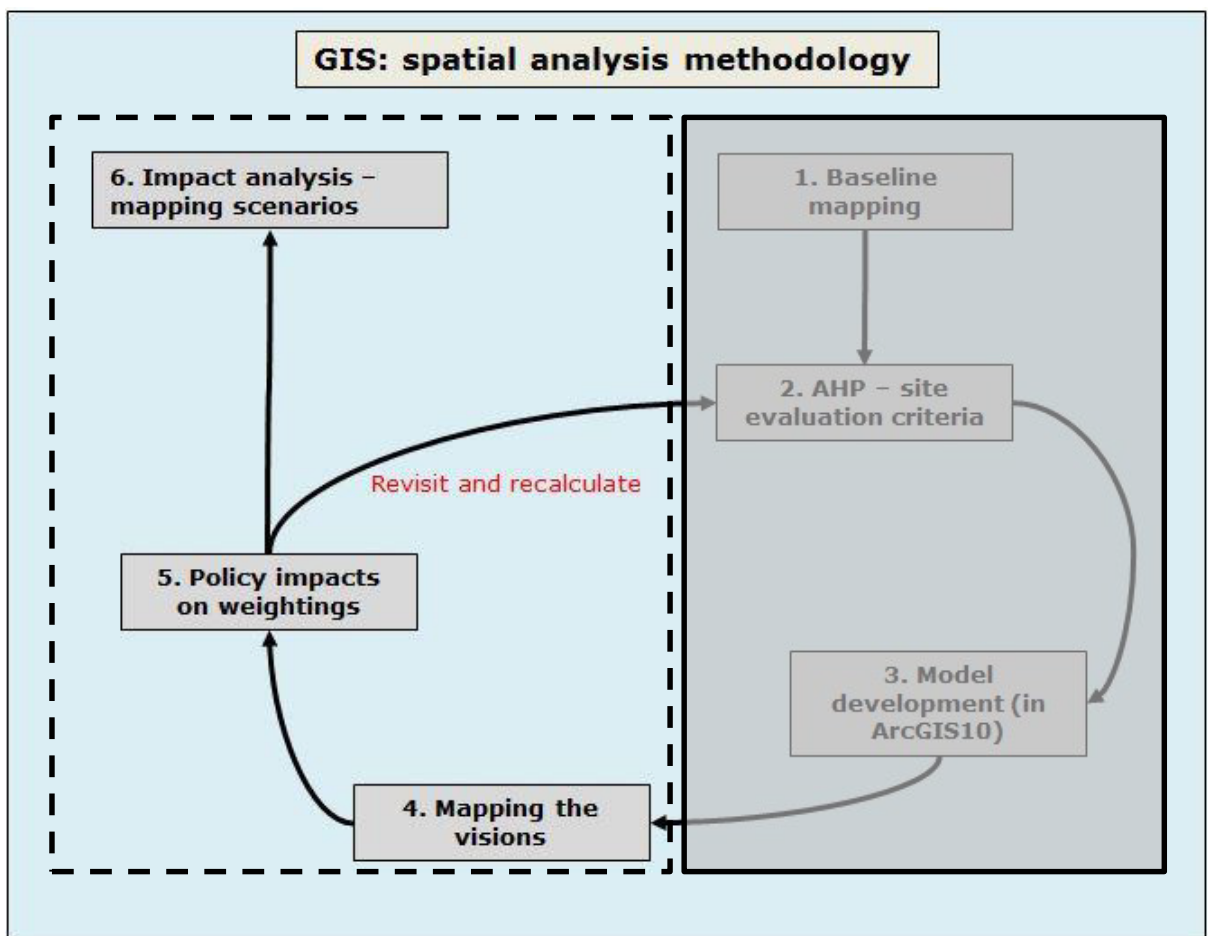 GIS: spatial analysis methodology
6. Impact analysis –
mapping scenarios
1. Baseline
mapping
2. AHP – site
evaluation criteria
Revisit and recalculate
5. Policy impacts
on weightings
3. Model
development (in
ArcGIS10)
4. Mapping the
visions